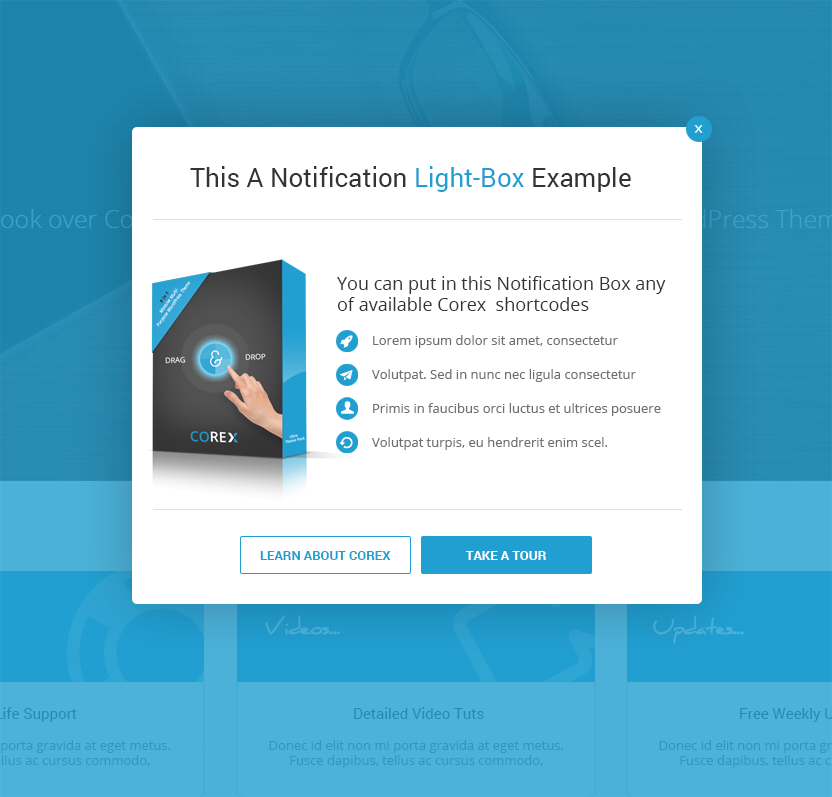 x
This A Notification Light-Box Example
ook over Co
dPress Them
You can put in this Notification Box any
of available Corex shortcodes
Purpose WordPress Theme
DRAG
&
DROP
COREX
Lorem ipsum dolor sit amet, consectetur
Volutpat. Sed in nunc nec ligula consectetur
Primis in faucibus orci luctus et ultrices posuere
Volutpat turpis, eu hendrerit enim scel.
LEARN ABOUT COREX
TAKE A TOUR
Videos...
Updates...
Life Support
Detailed Video Tuts
Free Weekly U
porta gravida at eget metus.
llus ac cursus commodo,
Donec id elit non mi porta gravida at eget metus.
Fusce dapibus, tellus ac cursus commodo,
Donec id elit non mi p
Fusce dapibus, te